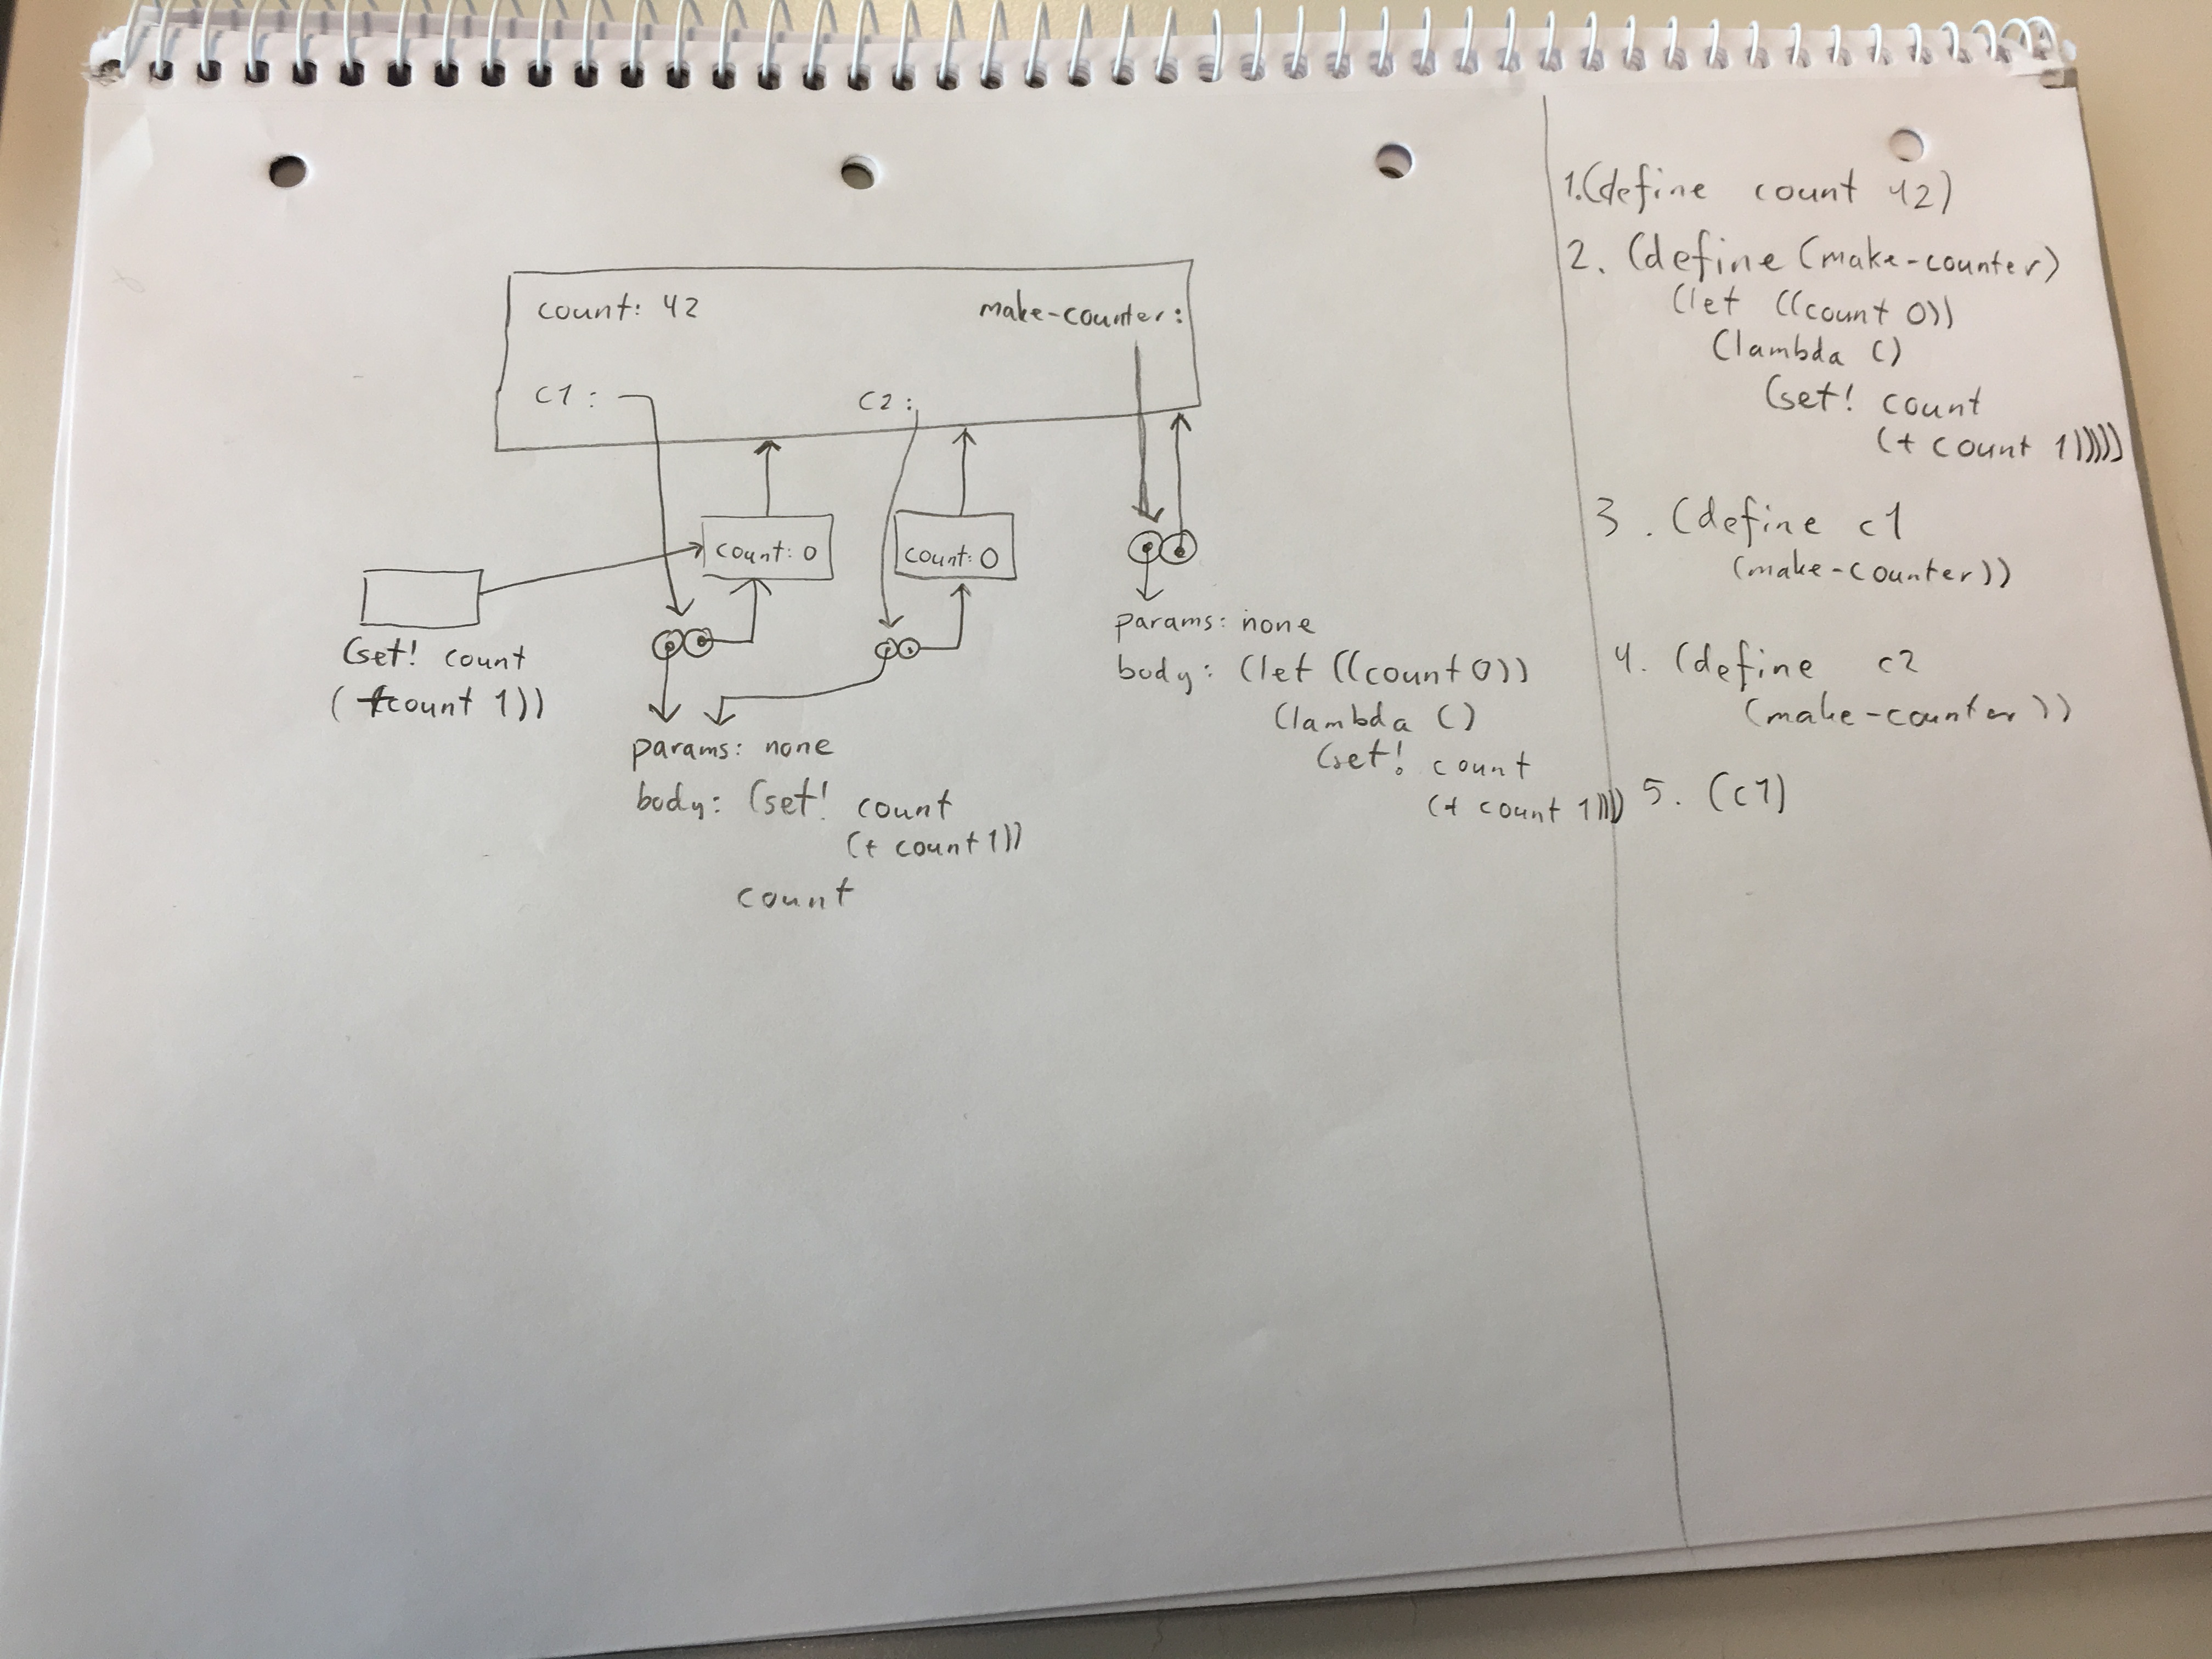 count: 42 make-counter:
c1: c2:
count: 0 count: 0
(set! count
(+count 1))
params: none
body: (set! count
(+ count 1))
count
params: none
body: (let ((count 0))
(lambda ()
(set! count
(+ count 1))))
1.(define count 42)
2. (define (make-counter)
(let ((count 0))
(lambda ()
(set! count
(+ count 1)))))
3. (define c1
(make-counter))
4. (define c2
(make-counter))
5. (c1)